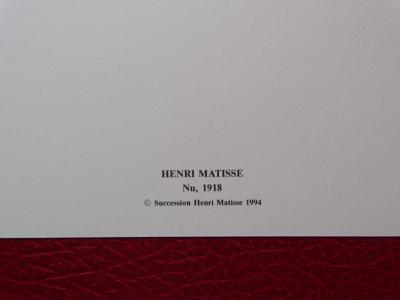 HENRI MATISSE
Nu, 1918
© Succession Henri Matisse 1994